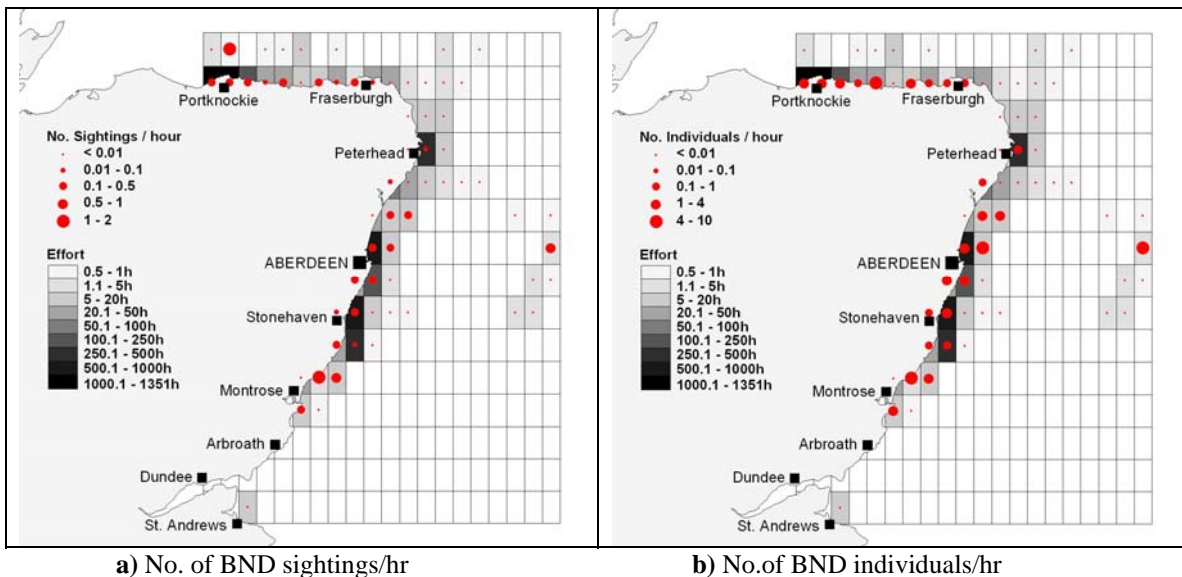 Portknockie
Fraserburgh
No. Sightings / hour
< 0.01
0.01 - 0.1
0.1 - 0.5
0.5 - 1
1 - 2
Peterhead
Effort
0.5 - 1h
1.1 - 5h
5 - 20h
20.1 - 50h
50.1 - 100h
100.1 - 250h
250.1 - 500h
500.1 - 1000h
1000.1 - 1351h
ABERDEEN
Stonehaven
Montrose
Arbroath
Dundee
St. Andrews
a) No. of BND sightings/hr
Portknockie
Fraserburgh
No. Individuals / hour
< 0.01
0.01 - 0.1
0.1 - 1
1 - 4
4 - 10
Peterhead
Effort
0.5 - 1h
1.1 - 5h
5 - 20h
20.1 - 50h
50.1 - 100h
100.1 - 250h
250.1 - 500h
500.1 - 1000h
1000.1 - 1351h
ABERDEEN
Stonehaven
Montrose
Arbroath
Dundee
St. Andrews
b) No.of BND individuals/hr